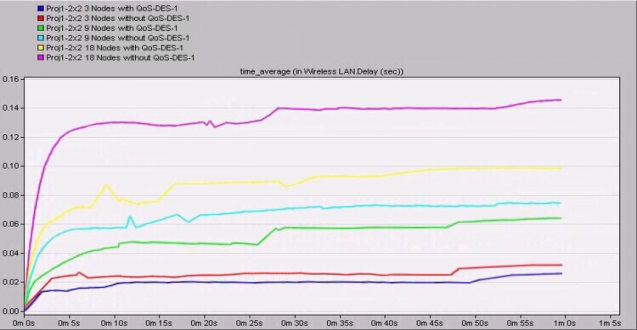 Proj1-2x2 3 Nodes with QoS-DES-1
Proj1-2x2 3 Nodes without QoS-DES-1
Proj1-2x2 9 Nodes with QoS-DES-1
Proj1-2x2 9 Nodes without QoS-DES-1
Proj1-2x2 18 Nodes with QoS-DES-1
Proj1-2x2 18 Nodes without QoS-DES-1
time_average (in Wireless LAN.Delay (sec))
0.16
0.14
0.12
0.10
0.08
0.06
0.04
0.02
0.00
0m 0s 0m 5s 0m 10s 0m 15s 0m 20s 0m 25s 0m 30s 0m 35s 0m 40s 0m 45s 0m 50s 0m 55s 1m 0s 1m 5s